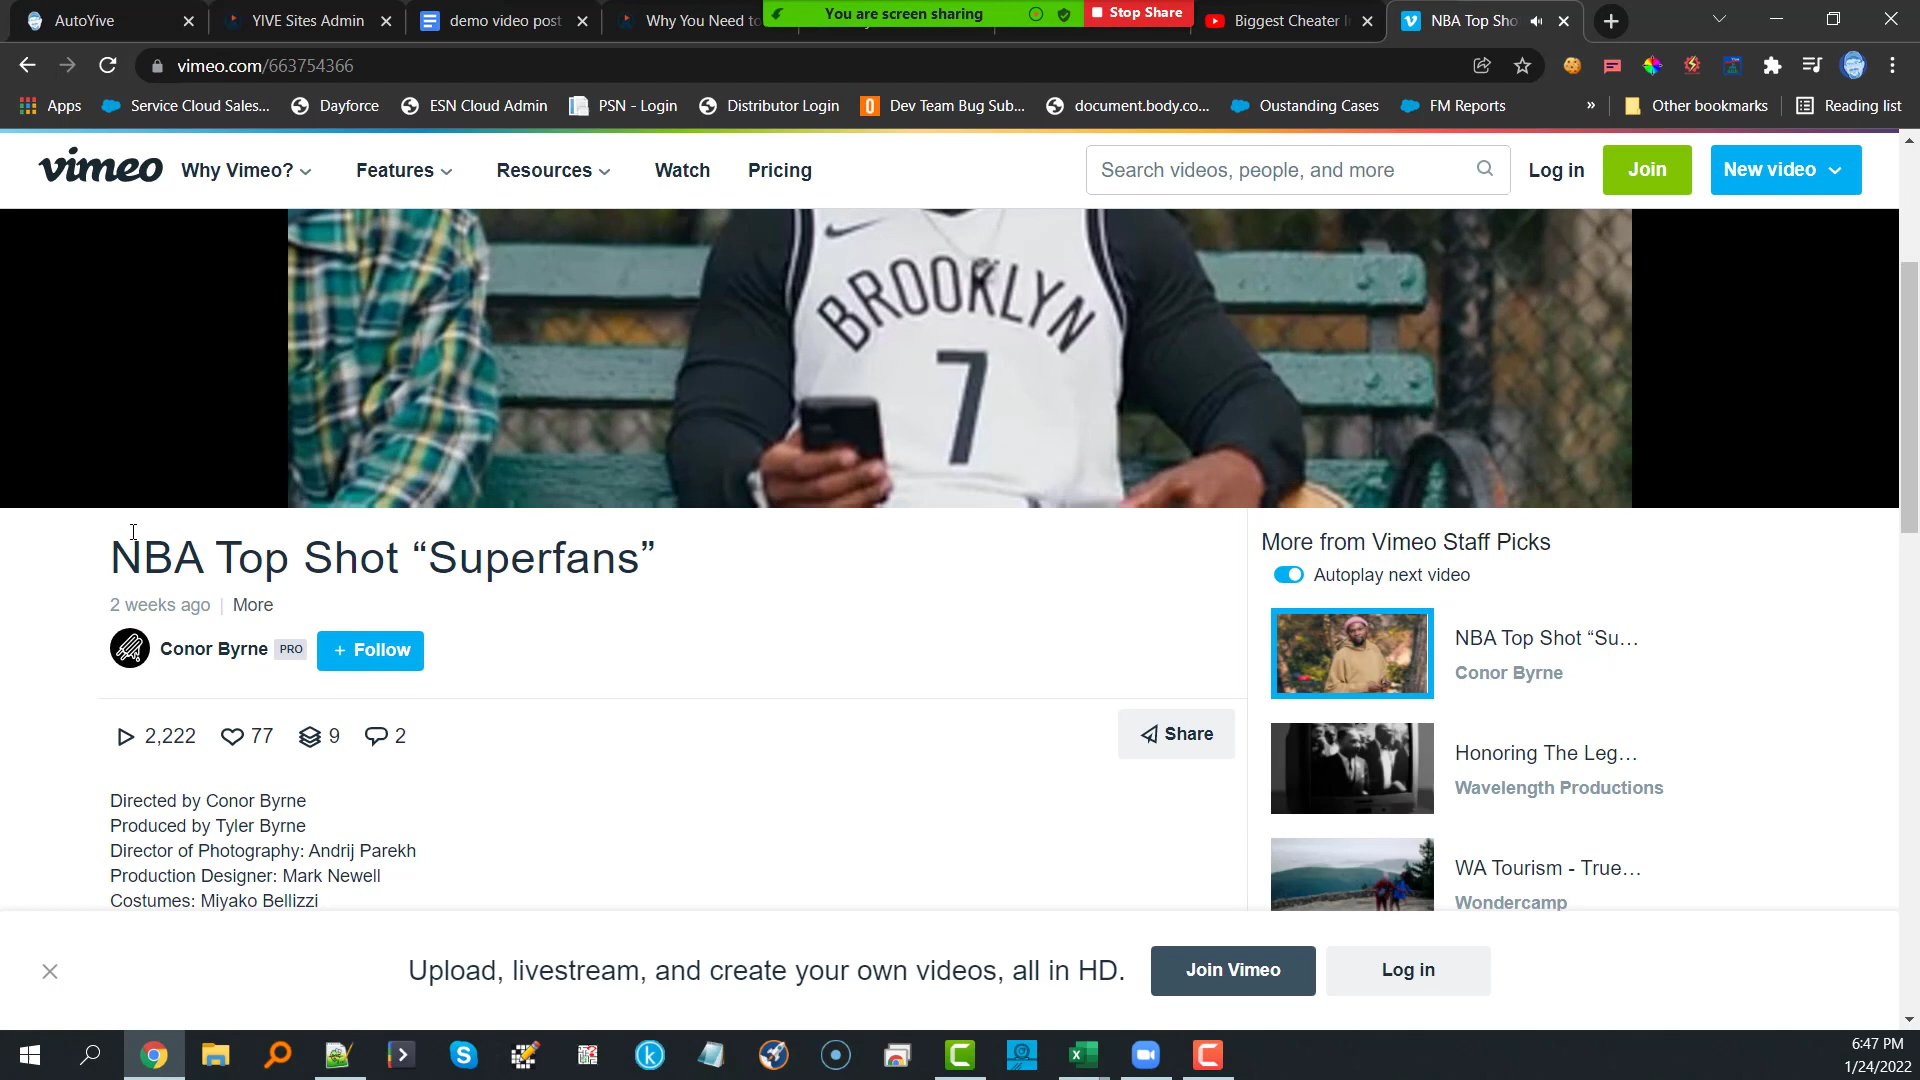 AutoYive
YIVE Sites Admin
demo video post
Why You Need to
You are screen sharing
Stop Share
Biggest Cheater I
NBA Top Sho
vimeo.com/663754366
Apps
Service Cloud Sales...
Dayforce
ESN Cloud Admin
PSN - Login
Distributor Login
Dev Team Bug Sub...
document.body.co...
Oustanding Cases
FM Reports
»
Other bookmarks
Reading list
vimeo
Why Vimeo?
Features
Resources
Watch
Pricing
Search videos, people, and more
Log in
Join
New video
BROOKLYN
7
NBA Top Shot “Superfans”
2 weeks ago | More
Conor Byrne PRO
+ Follow
2,222
77
9
2
Share
Directed by Conor Byrne
Produced by Tyler Byrne
Director of Photography: Andrij Parekh
Production Designer: Mark Newell
Costumes: Miyako Bellizzi
More from Vimeo Staff Picks
Autoplay next video
NBA Top Shot “Su...
Conor Byrne
Honoring The Leg...
Wavelength Productions
WA Tourism - True...
Wondercamp
Upload, livestream, and create your own videos, all in HD.
Join Vimeo
Log in
6:47 PM
1/24/2022